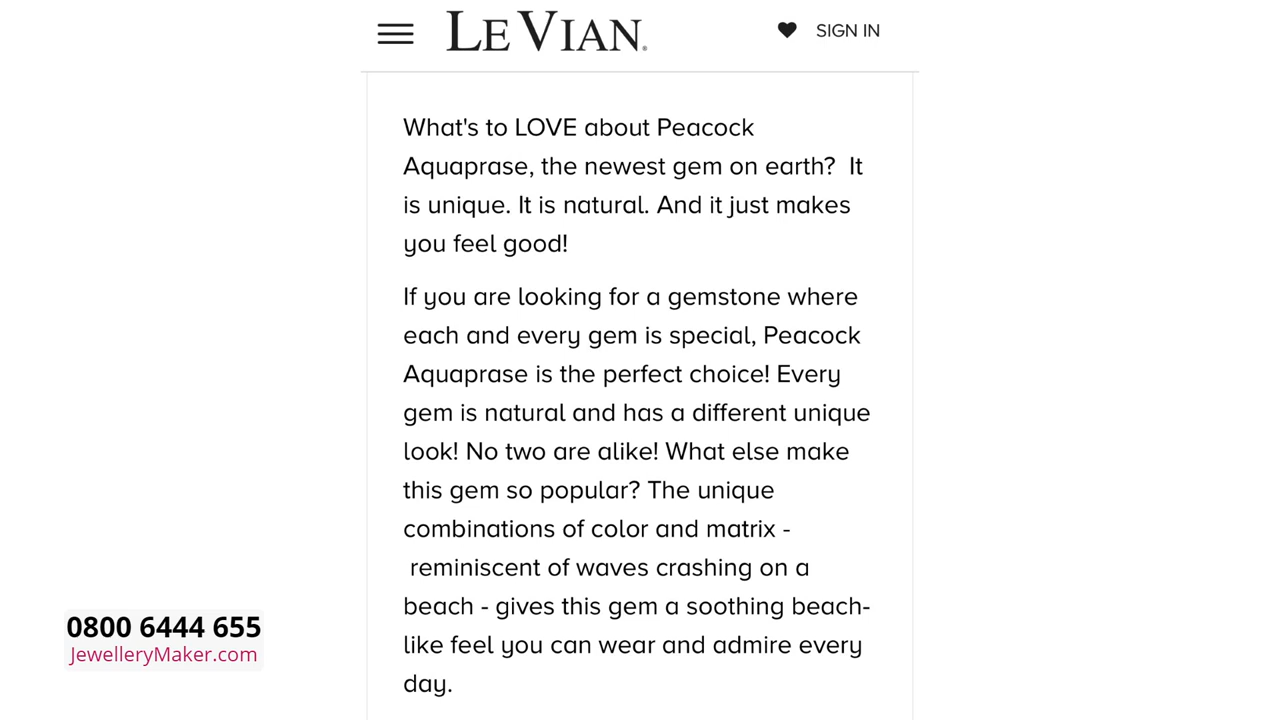 LE VIAN®
SIGN IN
What's to LOVE about Peacock
Aquaprase, the newest gem on earth?  It
is unique. It is natural. And it just makes
you feel good!
If you are looking for a gemstone where
each and every gem is special, Peacock
Aquaprase is the perfect choice! Every
gem is natural and has a different unique
look! No two are alike! What else make
this gem so popular? The unique
combinations of color and matrix -
reminiscent of waves crashing on a
beach - gives this gem a soothing beach-
like feel you can wear and admire every
day.
0800 6444 655
JewelleryMaker.com